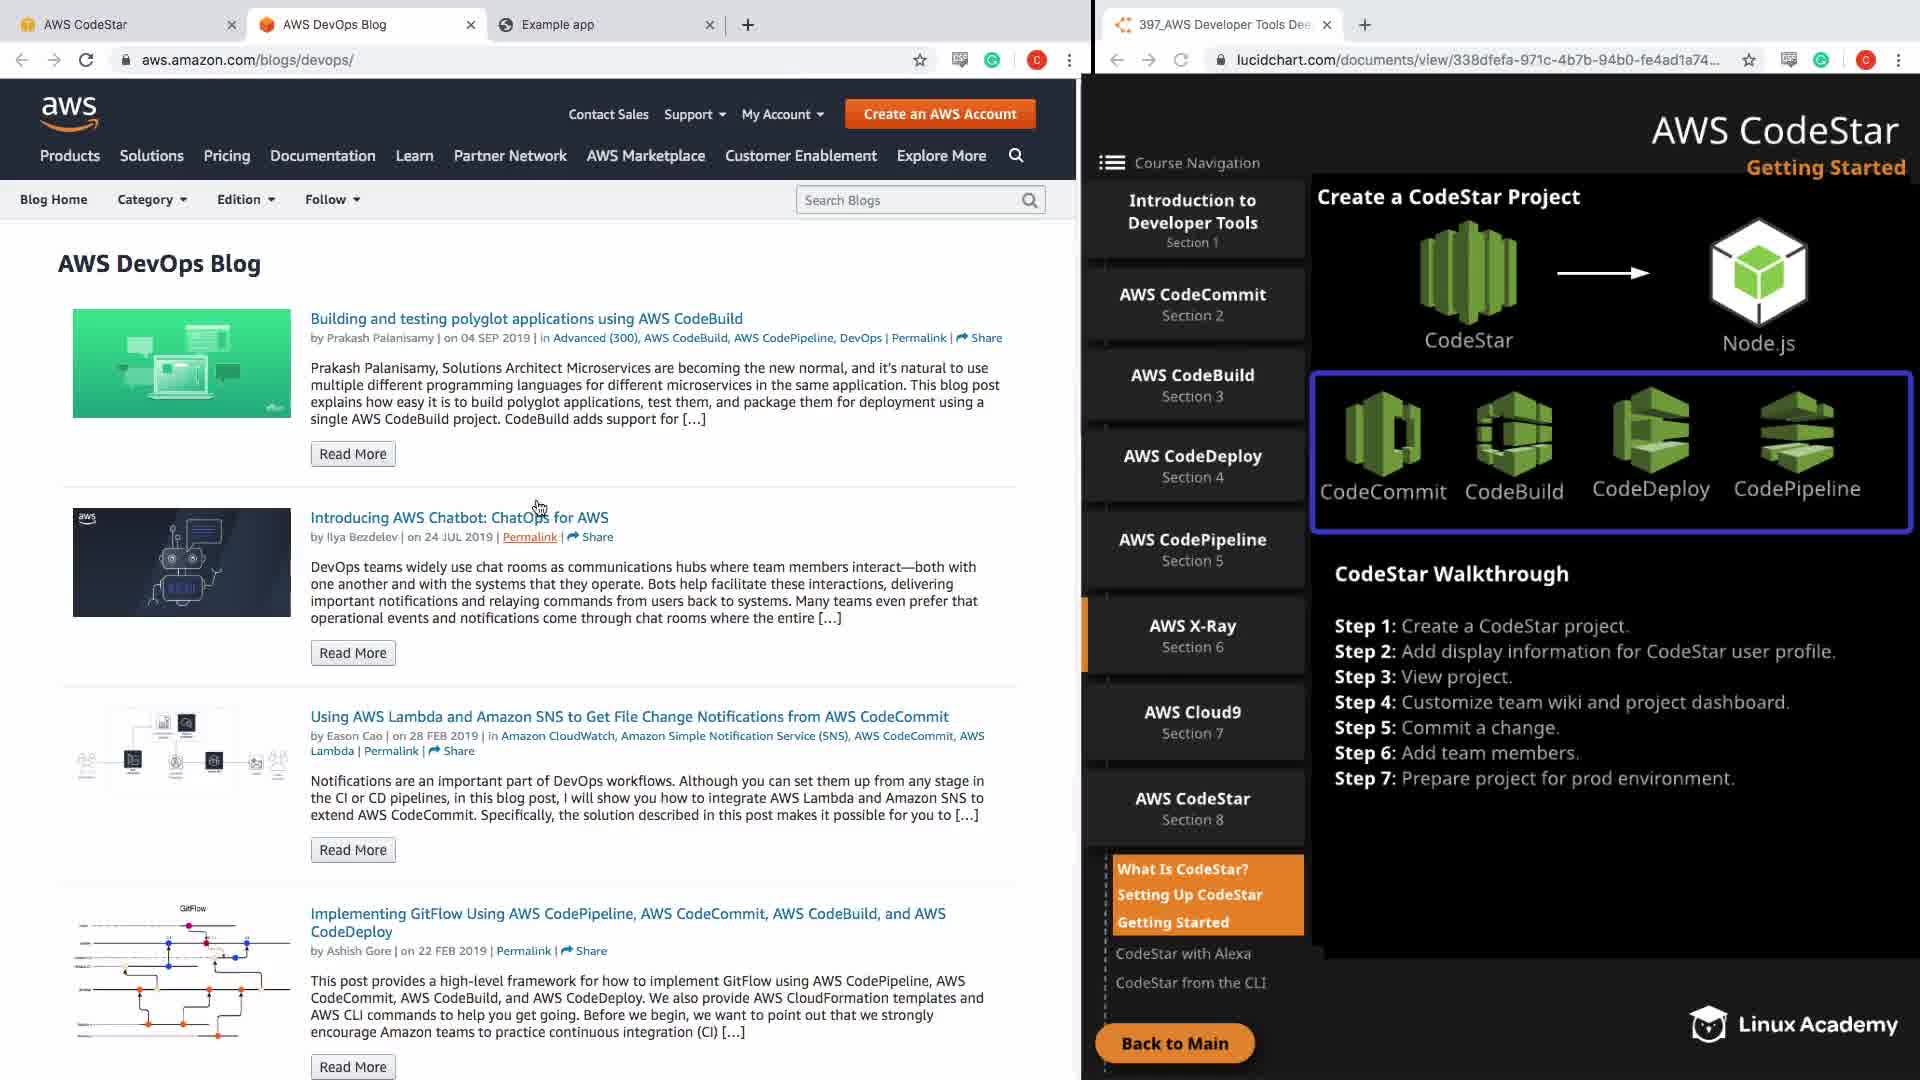 AWS CodeStar
AWS DevOps Blog
Example app
aws.amazon.com/blogs/devops/
C
aws
Contact Sales
Support
My Account
Create an AWS Account
Products
Solutions
Pricing
Documentation
Learn
Partner Network
AWS Marketplace
Customer Enablement
Explore More
Blog Home
Category
Edition
Follow
Search Blogs
AWS DevOps Blog
Building and testing polyglot applications using AWS CodeBuild
by Prakash Palanisamy | on 04 SEP 2019 | in Advanced (300), AWS CodeBuild, AWS CodePipeline, DevOps | Permalink | Share
Prakash Palanisamy, Solutions Architect Microservices are becoming the new normal, and it's natural to use
multiple different programming languages for different microservices in the same application. This blog post
explains how easy it is to build polyglot applications, test them, and package them for deployment using a
single AWS CodeBuild project. CodeBuild adds support for [...]
Read More
aws
Introducing AWS Chatbot: ChatOps for AWS
by Ilya Bezdelev | on 24 JUL 2019 | Permalink | Share
DevOps teams widely use chat rooms as communications hubs where team members interact—both with
one another and with the systems that they operate. Bots help facilitate these interactions, delivering
important notifications and relaying commands from users back to systems. Many teams even prefer that
operational events and notifications come through chat rooms where the entire [...]
Read More
Using AWS Lambda and Amazon SNS to Get File Change Notifications from AWS CodeCommit
by Eason Cao | on 28 FEB 2019 | in Amazon CloudWatch, Amazon Simple Notification Service (SNS), AWS CodeCommit, AWS
Lambda | Permalink | Share
Notifications are an important part of DevOps workflows. Although you can set them up from any stage in
the CI or CD pipelines, in this blog post, I will show you how to integrate AWS Lambda and Amazon SNS to
extend AWS CodeCommit. Specifically, the solution described in this post makes it possible for you to [...]
Read More
GitFlow
Implementing GitFlow Using AWS CodePipeline, AWS CodeCommit, AWS CodeBuild, and AWS
CodeDeploy
by Ashish Gore | on 22 FEB 2019 | Permalink | Share
This post provides a high-level framework for how to implement GitFlow using AWS CodePipeline, AWS
CodeCommit, AWS CodeBuild, and AWS CodeDeploy. We also provide AWS CloudFormation templates and
AWS CLI commands to help you get going. Before we begin, we want to point out that we strongly
encourage Amazon teams to practice continuous integration (CI) [...]
Read More
397_AWS Developer Tools Dee
lucidchart.com/documents/view/338dfefa-971c-4b7b-94b0-fe4ad1a74...
C
AWS CodeStar
Getting Started
Course Navigation
Introduction to
Developer Tools
Section 1
AWS CodeCommit
Section 2
AWS CodeBuild
Section 3
AWS CodeDeploy
Section 4
AWS CodePipeline
Section 5
AWS X-Ray
Section 6
AWS Cloud9
Section 7
AWS CodeStar
Section 8
What Is CodeStar?
Setting Up CodeStar
Getting Started
CodeStar with Alexa
CodeStar from the CLI
Back to Main
Create a CodeStar Project
CodeStar
Node.js
CodeCommit
CodeBuild
CodeDeploy
CodePipeline
CodeStar Walkthrough
Step 1: Create a CodeStar project.
Step 2: Add display information for CodeStar user profile.
Step 3: View project.
Step 4: Customize team wiki and project dashboard.
Step 5: Commit a change.
Step 6: Add team members.
Step 7: Prepare project for prod environment.
Linux Academy